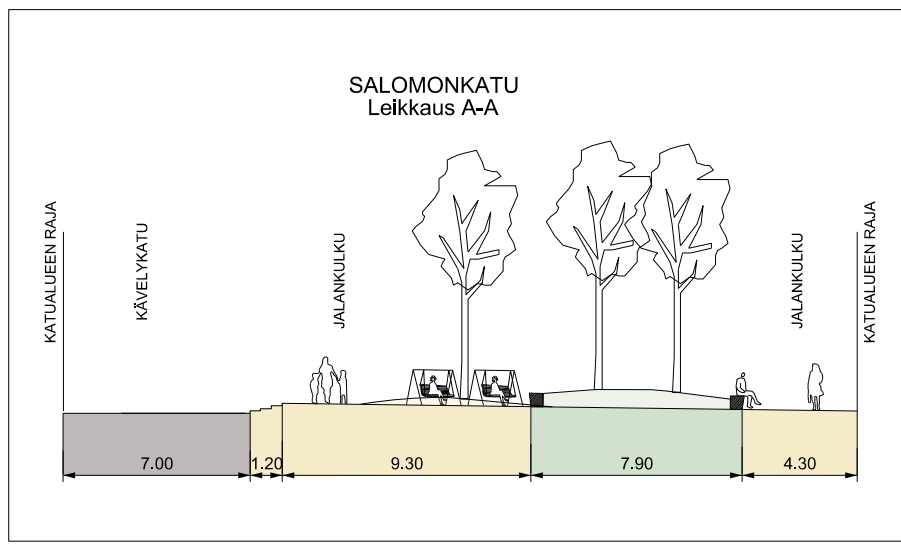 SALOMONKATU
Leikkaus A-A
KATUALUEEN RAJA
KÄVELYKATU
JALANKULKU
JALANKULKU
KATUALUEEN RAJA
7.00
1.20
9.30
7.90
4.30